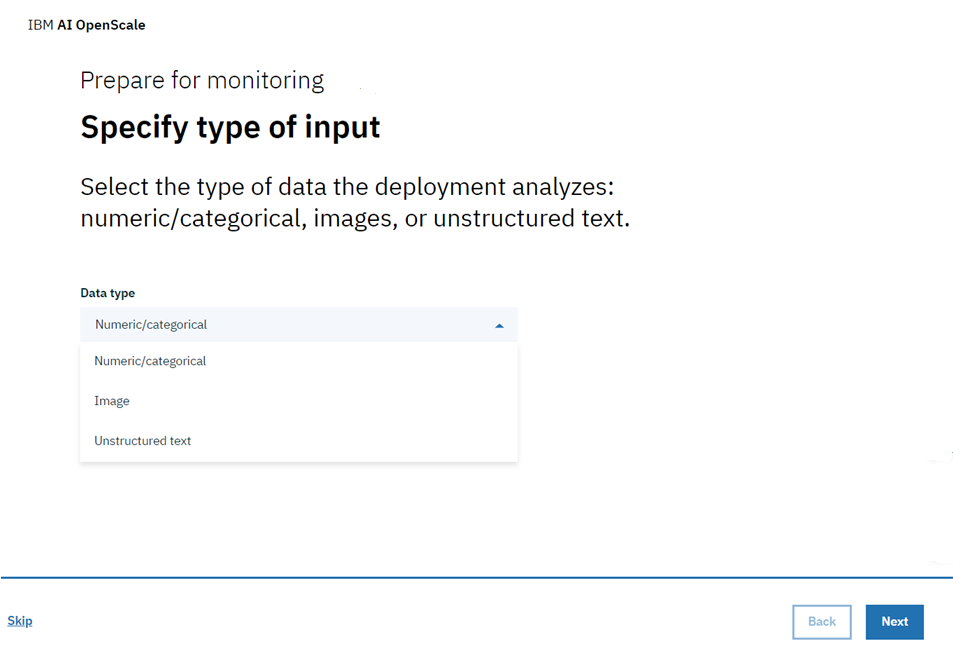 IBM AI OpenScale
Prepare for monitoring
Specify type of input
Select the type of data the deployment analyzes:
numeric/categorical, images, or unstructured text.
Data type
Numeric/categorical
Numeric/categorical
Image
Unstructured text
Skip
Back
Next